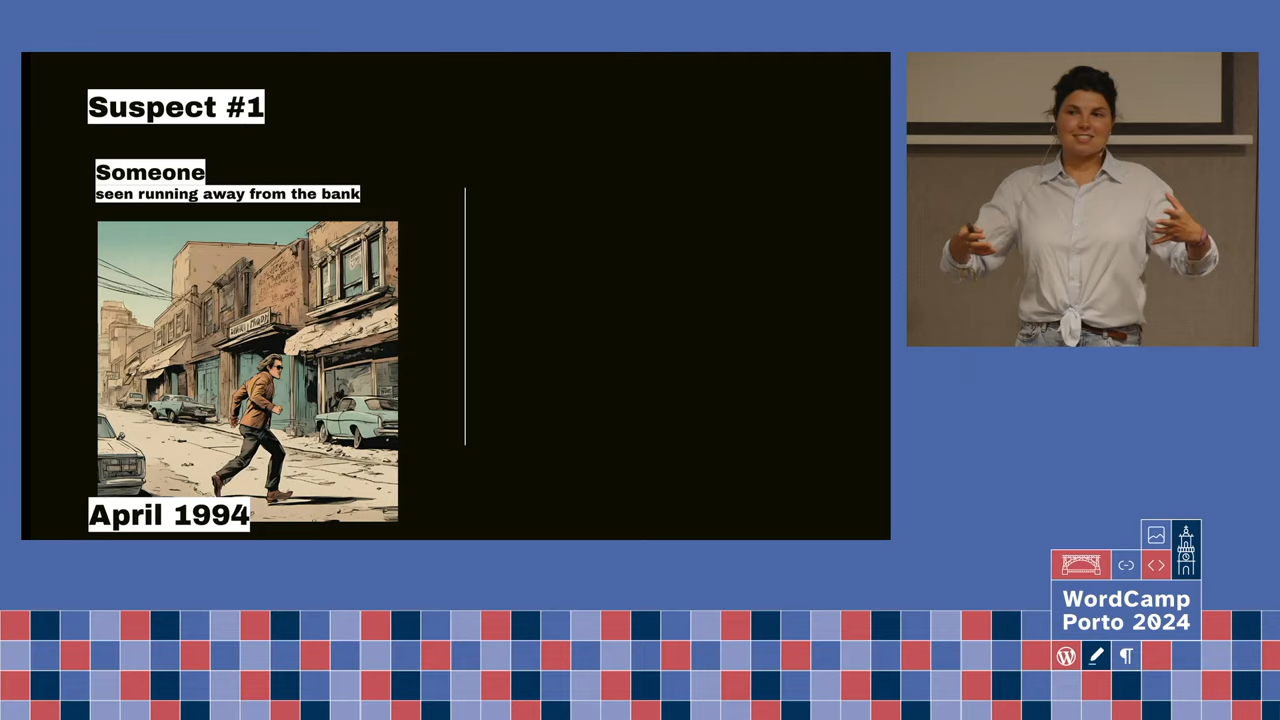 Suspect #1
Someone
seen running away from the bank
April 1994
WordCamp
Porto 2024